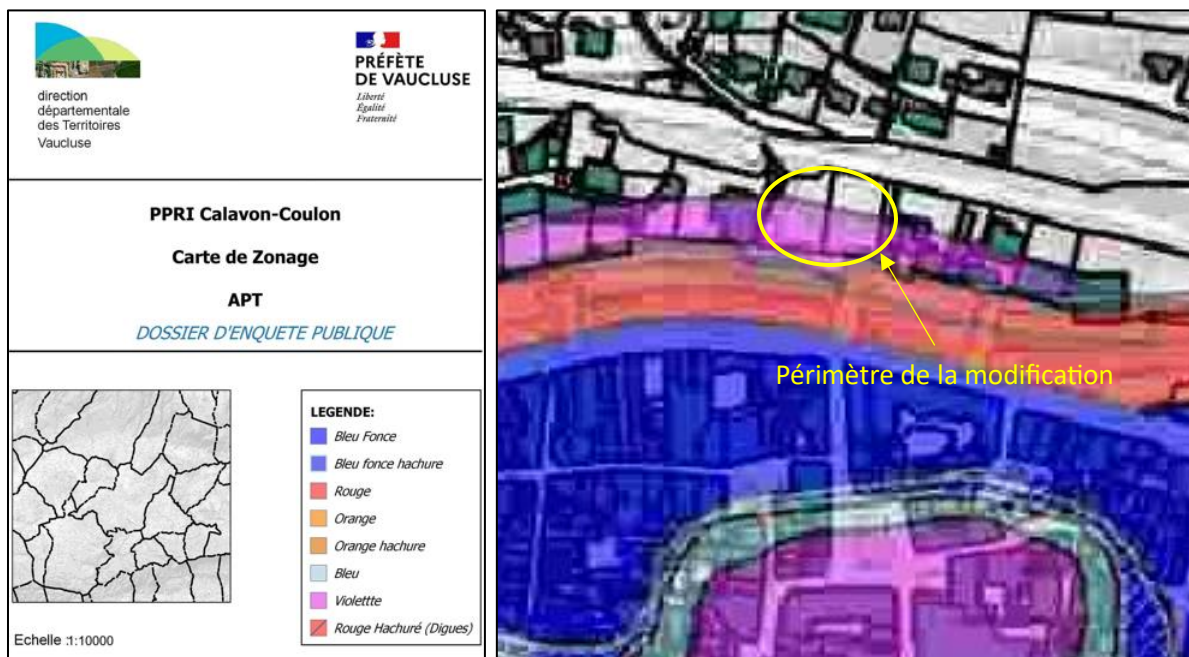 direction
départementale
des Territoires
Vaucluse
PRÉFÈTE
DE VAUCLUSE
Liberté
Égalité
Fraternité
PPRI Calavon-Coulon
Carte de Zonage
APT
DOSSIER D'ENQUETE PUBLIQUE
LEGENDE:
Bleu Fonce
Bleu fonce hachure
Rouge
Orange
Orange hachure
Bleu
Violettte
Rouge Hachuré (Digues)
Echelle :1:10000
Périmètre de la modification